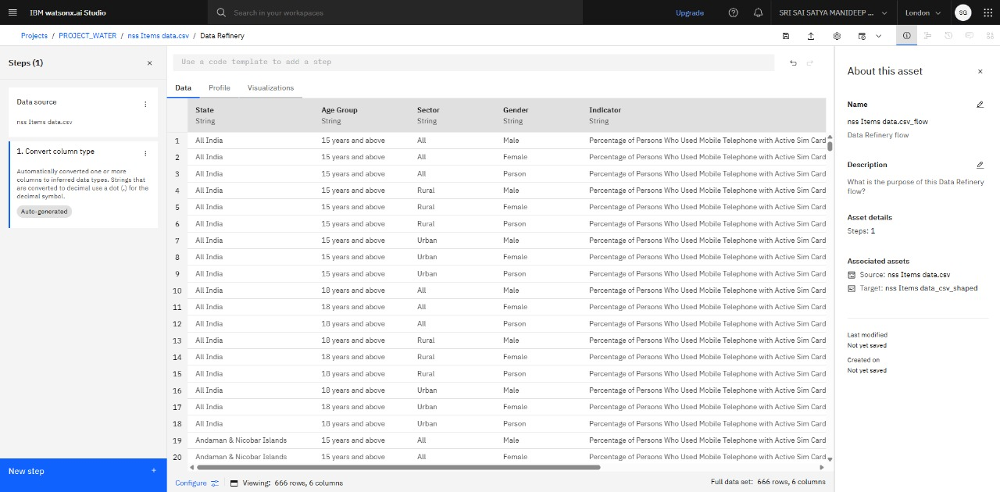 IBM watsonx.ai Studio
Search in your workspaces
Upgrade
SRI SAI SATYA MANIDEEP ...
London
SG
Projects / PROJECT_WATER / nss Items data.csv / Data Refinery
Steps (1)
Data source
nss Items data.csv
1. Convert column type
Automatically converted one or more
columns to inferred data types. Strings that
are converted to decimal use a dot (.) for the
decimal symbol.
Auto-generated
New step
Use a code template to add a step
Data Profile Visualizations
State Age Group Sector Gender Indicator
String String String String String
1 All India 15 years and above All Male Percentage of Persons Who Used Mobile Telephone with Active Sim Card
2 All India 15 years and above All Female Percentage of Persons Who Used Mobile Telephone with Active Sim Card
3 All India 15 years and above All Person Percentage of Persons Who Used Mobile Telephone with Active Sim Card
4 All India 15 years and above Rural Male Percentage of Persons Who Used Mobile Telephone with Active Sim Card
5 All India 15 years and above Rural Female Percentage of Persons Who Used Mobile Telephone with Active Sim Card
6 All India 15 years and above Rural Person Percentage of Persons Who Used Mobile Telephone with Active Sim Card
7 All India 15 years and above Urban Male Percentage of Persons Who Used Mobile Telephone with Active Sim Card
8 All India 15 years and above Urban Female Percentage of Persons Who Used Mobile Telephone with Active Sim Card
9 All India 15 years and above Urban Person Percentage of Persons Who Used Mobile Telephone with Active Sim Card
10 All India 18 years and above All Male Percentage of Persons Who Used Mobile Telephone with Active Sim Card
11 All India 18 years and above All Female Percentage of Persons Who Used Mobile Telephone with Active Sim Card
12 All India 18 years and above All Person Percentage of Persons Who Used Mobile Telephone with Active Sim Card
13 All India 18 years and above Rural Male Percentage of Persons Who Used Mobile Telephone with Active Sim Card
14 All India 18 years and above Rural Female Percentage of Persons Who Used Mobile Telephone with Active Sim Card
15 All India 18 years and above Rural Person Percentage of Persons Who Used Mobile Telephone with Active Sim Card
16 All India 18 years and above Urban Male Percentage of Persons Who Used Mobile Telephone with Active Sim Card
17 All India 18 years and above Urban Female Percentage of Persons Who Used Mobile Telephone with Active Sim Card
18 All India 18 years and above Urban Person Percentage of Persons Who Used Mobile Telephone with Active Sim Card
19 Andaman & Nicobar Islands 15 years and above All Male Percentage of Persons Who Used Mobile Telephone with Active Sim Card
20 Andaman & Nicobar Islands 15 years and above All Female Percentage of Persons Who Used Mobile Telephone with Active Sim Card
Configure Viewing: 666 rows, 6 columns Full data set: 666 rows, 6 columns
About this asset
Name
nss Items data.csv_flow
Data Refinery flow
Description
What is the purpose of this Data Refinery
flow?
Asset details
Steps: 1
Associated assets
Source: nss Items data.csv
Target: nss Items data_csv_shaped
Last modified
Not yet saved
Created on
Not yet saved